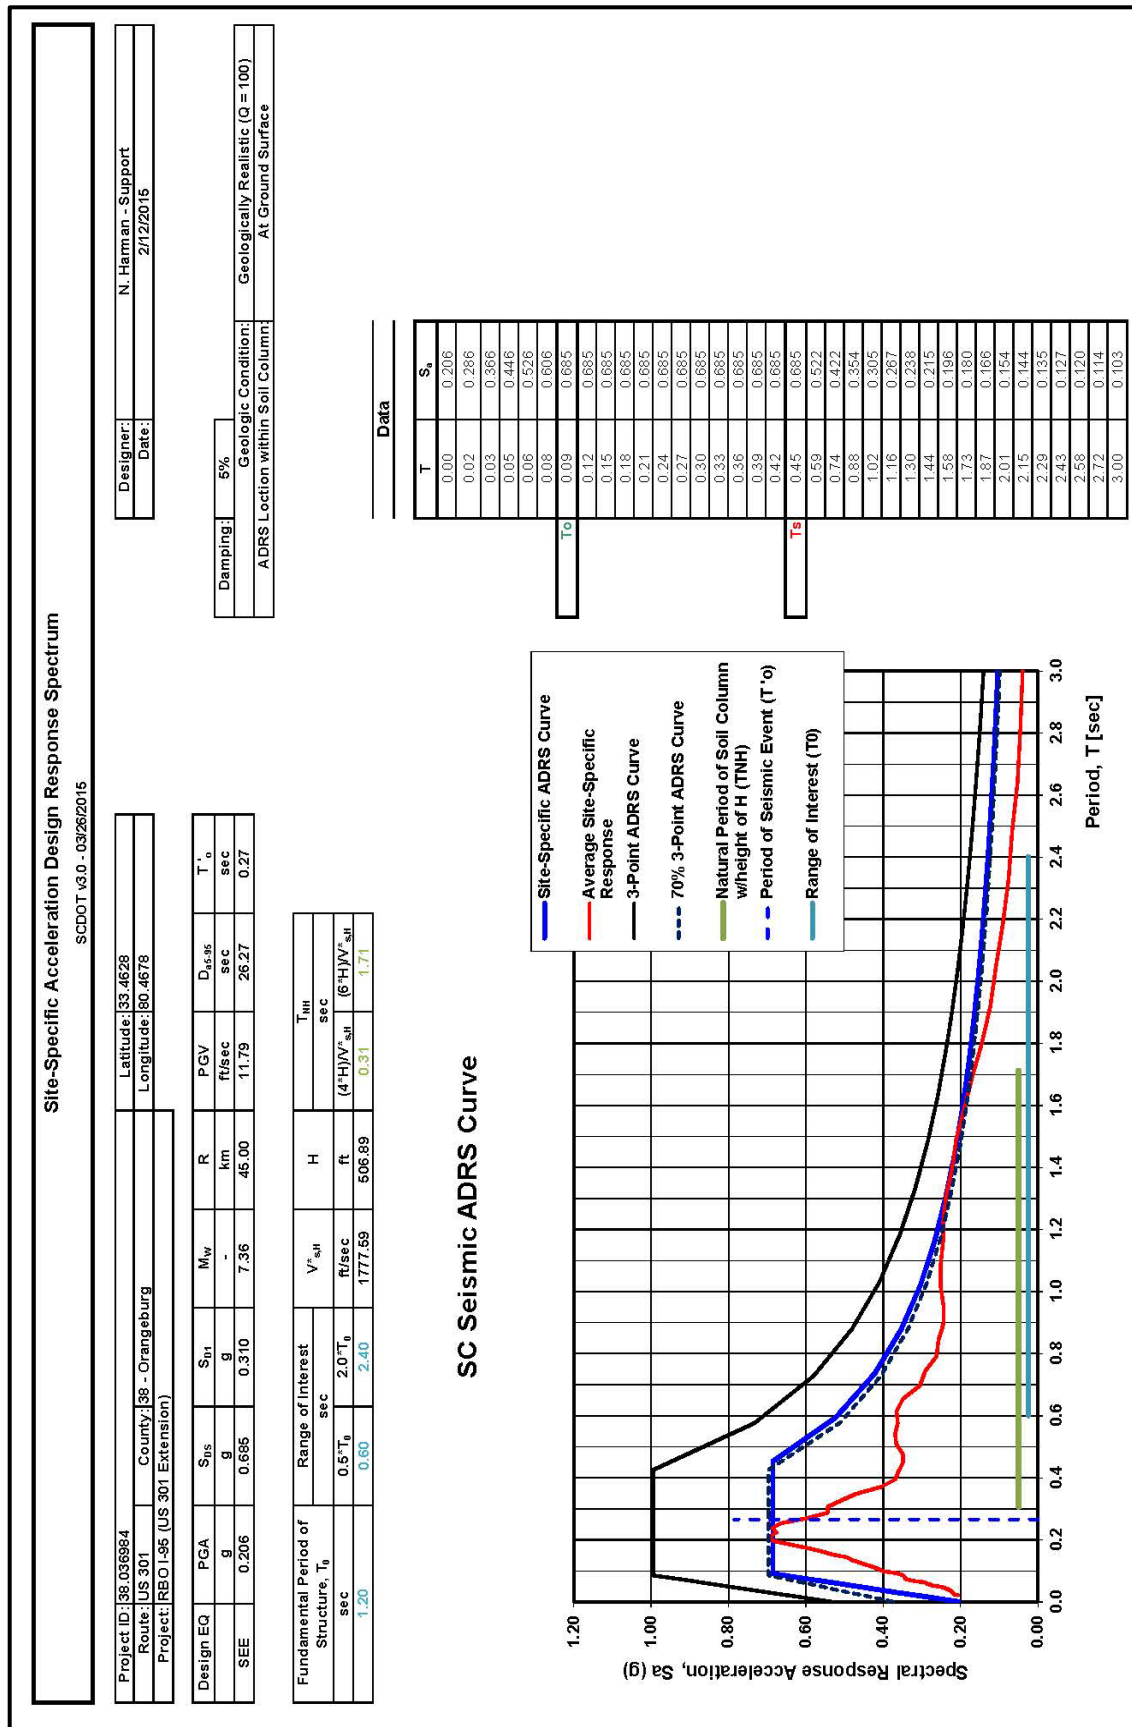 Site-Specific Acceleration Design Response Spectrum
SCDOT v3.0 - 03/26/2015
Project ID: 38.036984 Latitude: 33.4628 Designer: N. Harman - Support
Route: US 301 County: 38 - Orangeburg Longitude: 80.4678 Date: 2/12/2015
Project: RBO I-95 (US 301 Extension)
Design EQ PGA SDS SD1 Mw R PGV Da5-95 T'o
g g g - km ft/sec sec sec
SEE 0.206 0.685 0.310 7.36 45.00 11.79 26.27 0.27
Damping: 5%
Geologic Condition: Geologically Realistic (Q = 100)
ADRS Loction within Soil Column: At Ground Surface
Fundamental Period of Structure, T0 Range of Interest V*s,H H TNH
sec sec ft/sec ft sec
0.5*T0 2.0*T0 (4*H)/V*s,H (6*H)/V*s,H
1.20 0.60 2.40 1777.59 506.89 0.31 1.71
SC Seismic ADRS Curve
Spectral Response Acceleration, Sa (g)
1.20
1.00
0.80
0.60
0.40
0.20
0.00
0.0 0.2 0.4 0.6 0.8 1.0 1.2 1.4 1.6 1.8 2.0 2.2 2.4 2.6 2.8 3.0
Period, T [sec]
Site-Specific ADRS Curve
Average Site-Specific
Response
3-Point ADRS Curve
70% 3-Point ADRS Curve
Natural Period of Soil Column
w/height of H (TNH)
Period of Seismic Event (T'o)
Range of Interest (T0)
Data
T Sa
0.00 0.206
0.02 0.286
0.03 0.366
0.05 0.446
0.06 0.526
0.08 0.606
To 0.09 0.685
0.12 0.685
0.15 0.685
0.18 0.685
0.21 0.685
0.24 0.685
0.27 0.685
0.30 0.685
0.33 0.685
0.36 0.685
0.39 0.685
0.42 0.685
Ts 0.45 0.685
0.59 0.522
0.74 0.422
0.88 0.354
1.02 0.305
1.16 0.267
1.30 0.238
1.44 0.215
1.58 0.196
1.73 0.180
1.87 0.166
2.01 0.154
2.15 0.144
2.29 0.135
2.43 0.127
2.58 0.120
2.72 0.114
3.00 0.103